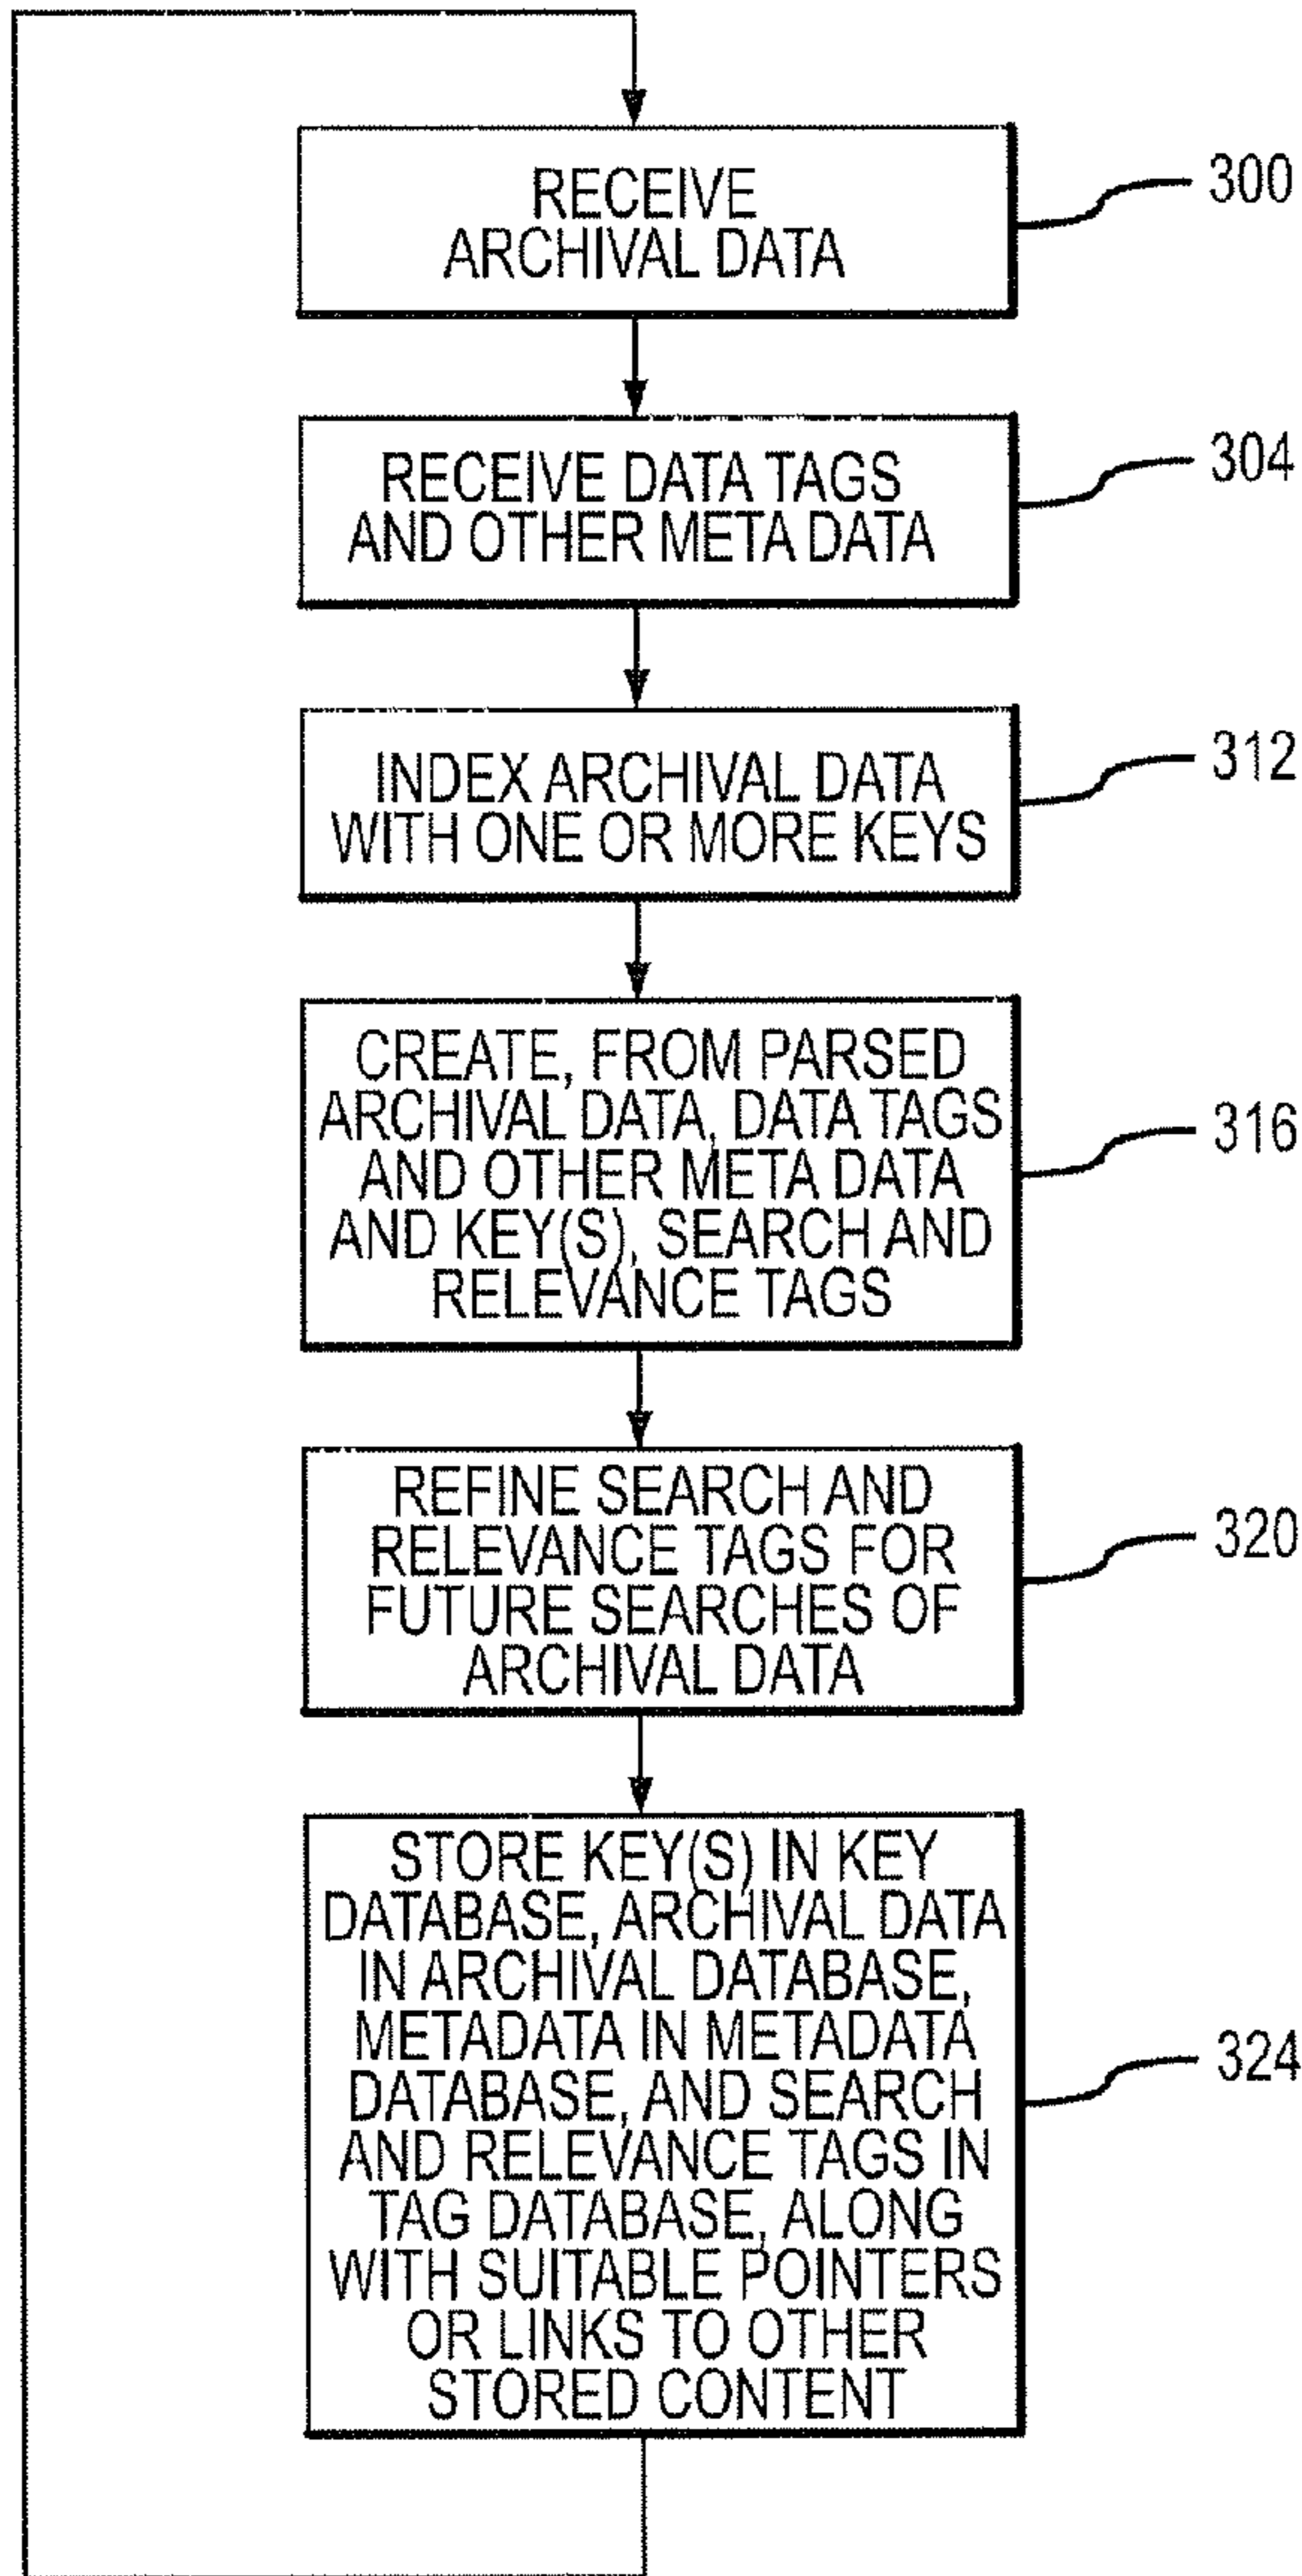 RECEIVE
ARCHIVAL DATA
300
RECEIVE DATA TAGS
AND OTHER META DATA
304
INDEX ARCHIVAL DATA
WITH ONE OR MORE KEYS
312
CREATE, FROM PARSED
ARCHIVAL DATA, DATA TAGS
AND OTHER META DATA
AND KEY(S), SEARCH AND
RELEVANCE TAGS
316
REFINE SEARCH AND
RELEVANCE TAGS FOR
FUTURE SEARCHES OF
ARCHIVAL DATA
320
STORE KEY(S) IN KEY
DATABASE, ARCHIVAL DATA
IN ARCHIVAL DATABASE,
METADATA IN METADATA
DATABASE, AND SEARCH
AND RELEVANCE TAGS IN
TAG DATABASE, ALONG
WITH SUITABLE POINTERS
OR LINKS TO OTHER
STORED CONTENT
324